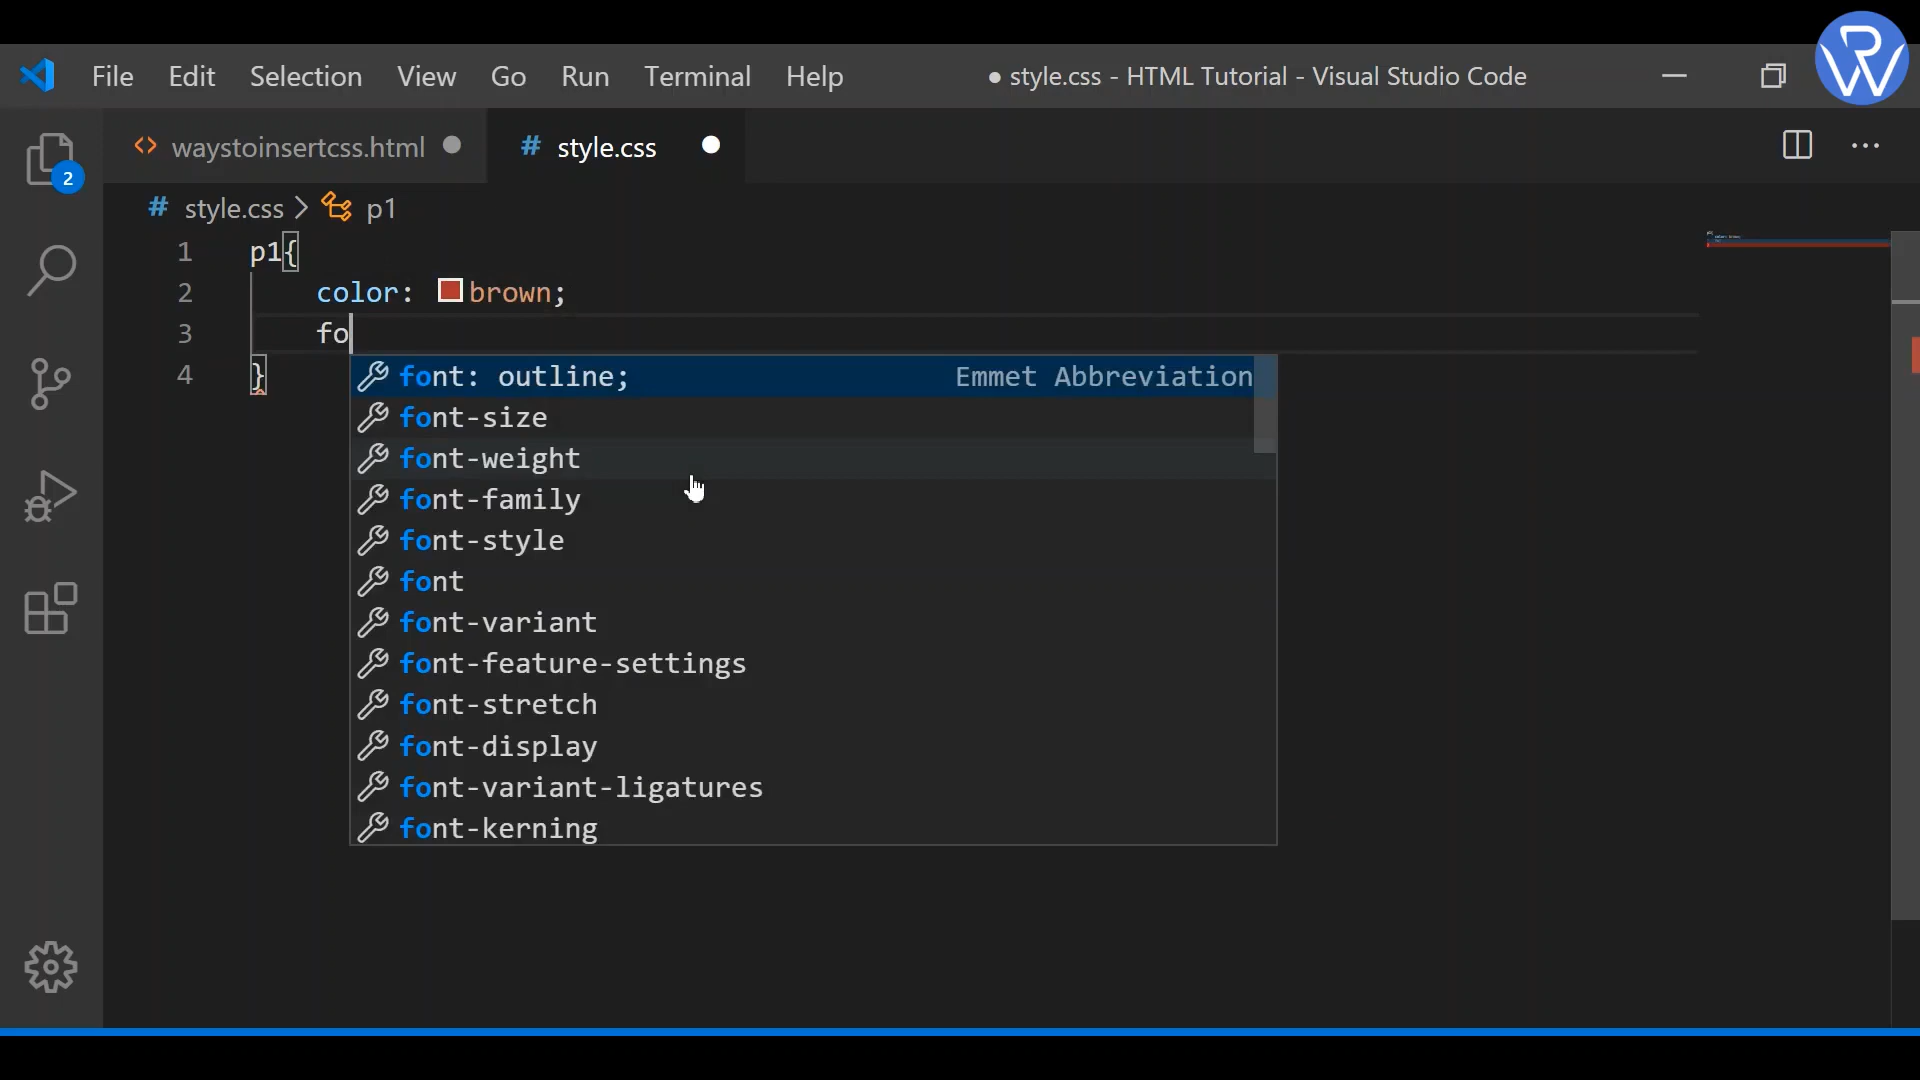 File Edit Selection View Go Run Terminal Help ● style.css - HTML Tutorial - Visual Studio Code
RW
<> waystoinsertcss.html # style.css
2
# style.css > p1
1 p1{
2 color: brown;
3 fo
4 }
font: outline; Emmet Abbreviation
font-size
font-weight
font-family
font-style
font
font-variant
font-feature-settings
font-stretch
font-display
font-variant-ligatures
font-kerning